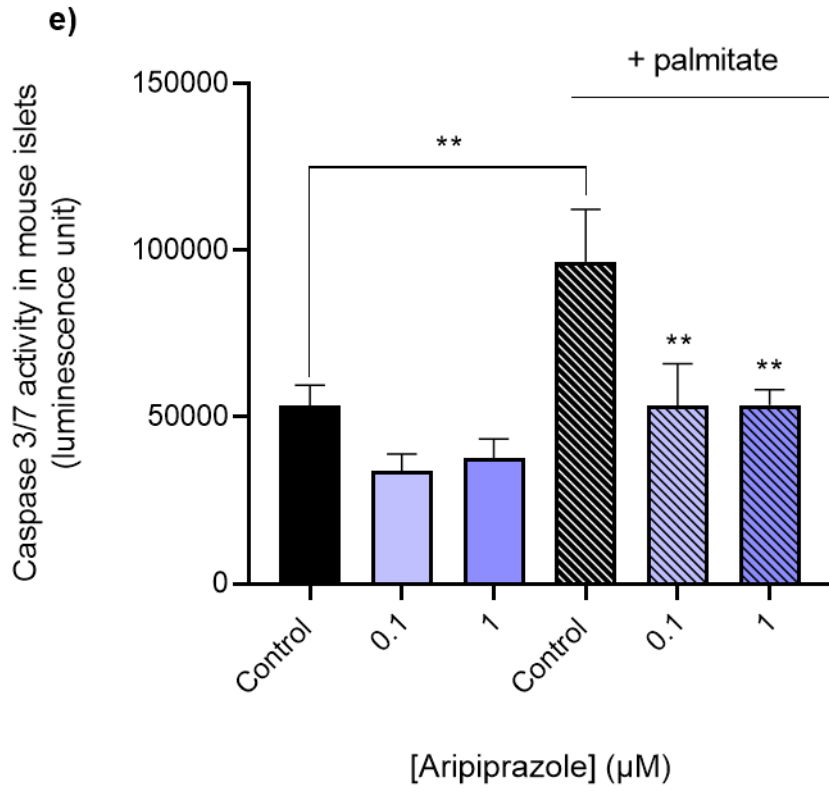 e)
+ palmitate
Caspase 3/7 activity in mouse islets
(luminescence unit)
150000
100000
50000
0
**
**
**
Control
0.1
1
Control
0.1
1
[Aripiprazole] (µM)